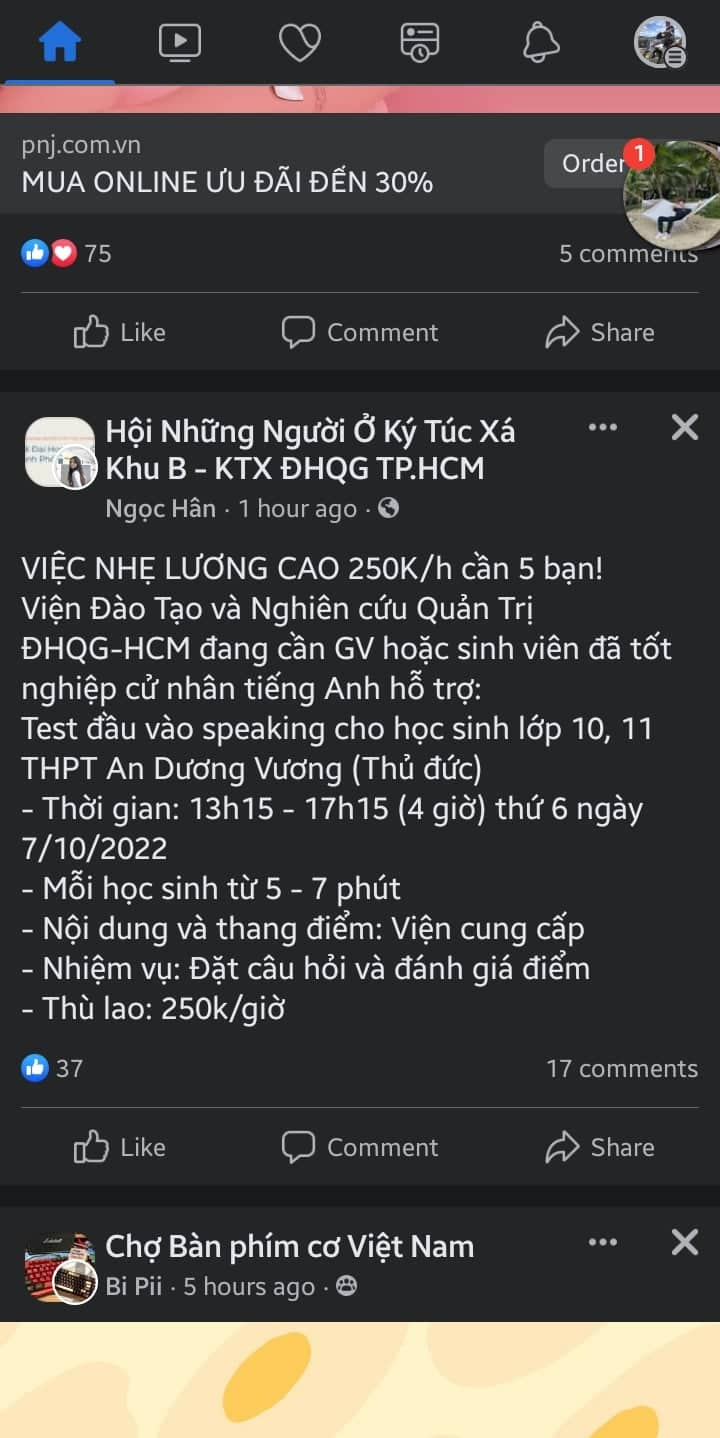 pnj.com.vn
MUA ONLINE ƯU ĐÃI ĐẾN 30%
Order
1
75
5 comments
Like
Comment
Share
Hội Những Người Ở Ký Túc Xá
Khu B - KTX ĐHQG TP.HCM
Ngọc Hân · 1 hour ago ·
VIỆC NHẸ LƯƠNG CAO 250K/h cần 5 bạn!
Viện Đào Tạo và Nghiên cứu Quản Trị
ĐHQG-HCM đang cần GV hoặc sinh viên đã tốt
nghiệp cử nhân tiếng Anh hỗ trợ:
Test đầu vào speaking cho học sinh lớp 10, 11
THPT An Dương Vương (Thủ đức)
- Thời gian: 13h15 - 17h15 (4 giờ) thứ 6 ngày
7/10/2022
- Mỗi học sinh từ 5 - 7 phút
- Nội dung và thang điểm: Viện cung cấp
- Nhiệm vụ: Đặt câu hỏi và đánh giá điểm
- Thù lao: 250k/giờ
37
17 comments
Like
Comment
Share
Chợ Bàn phím cơ Việt Nam
Bi Pii · 5 hours ago ·